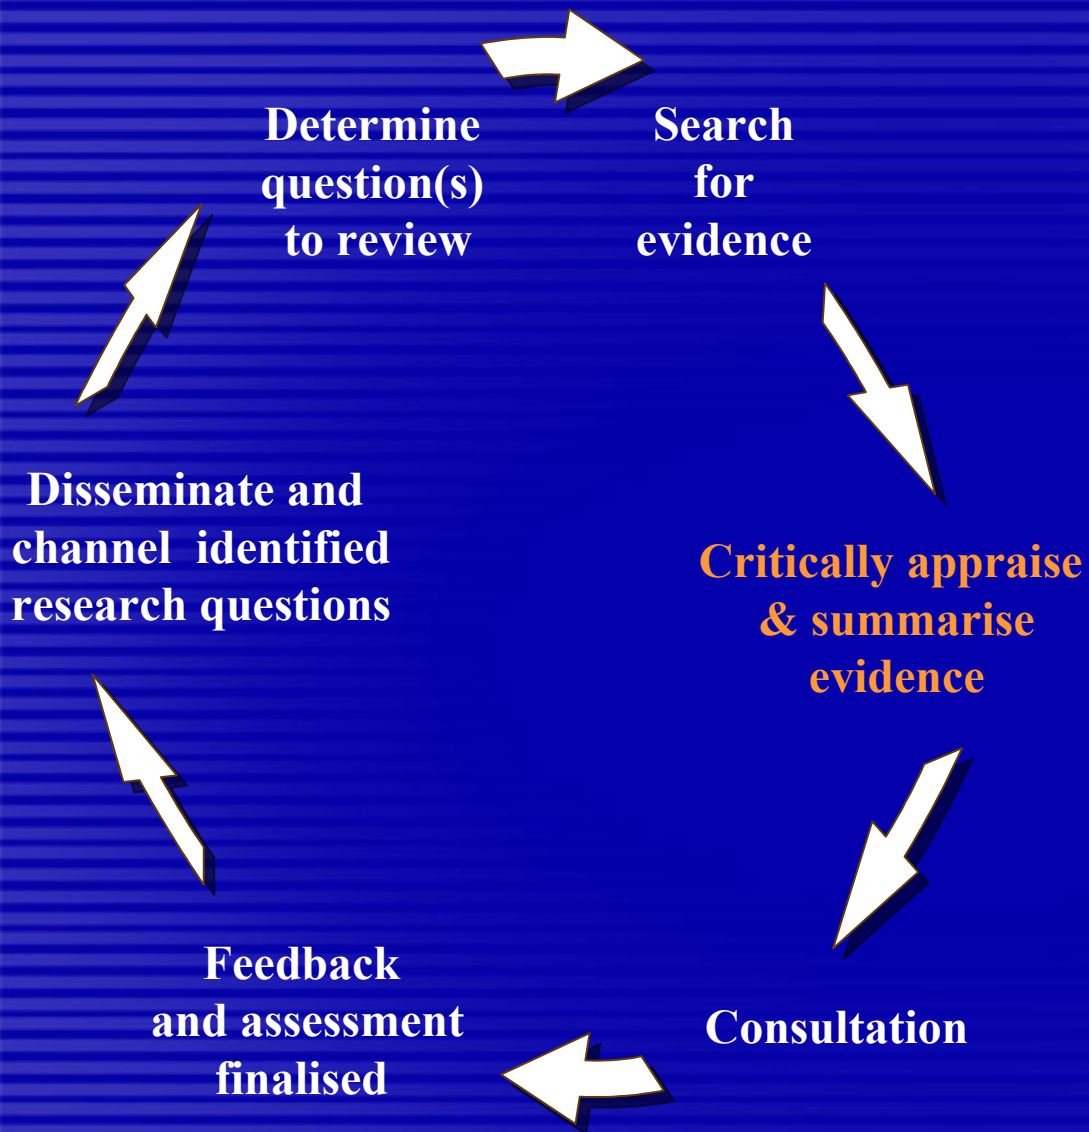 Determine
question(s)
to review
Search
for
evidence
Critically appraise
& summarise
evidence
Consultation
Feedback
and assessment
finalised
Disseminate and
channel identified
research questions